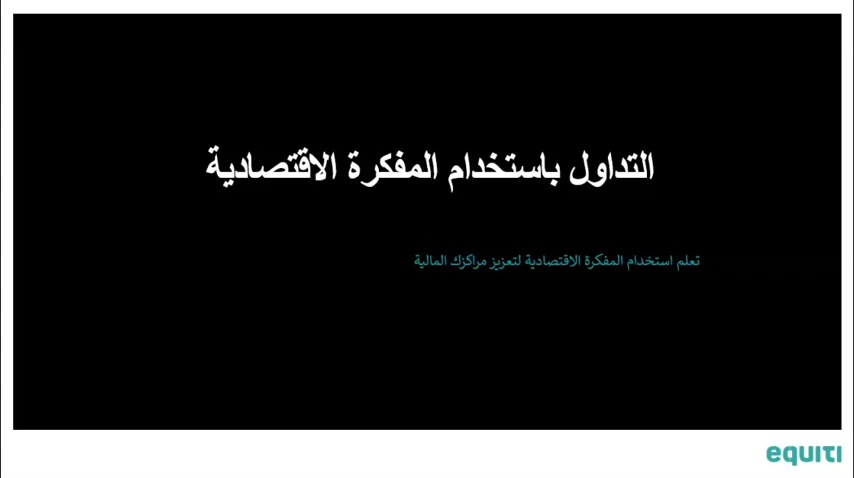 التداول باستخدام المفكرة الاقتصادية
تعلم استخدام المفكرة الاقتصادية لتعزيز مراكزك المالية
equiti